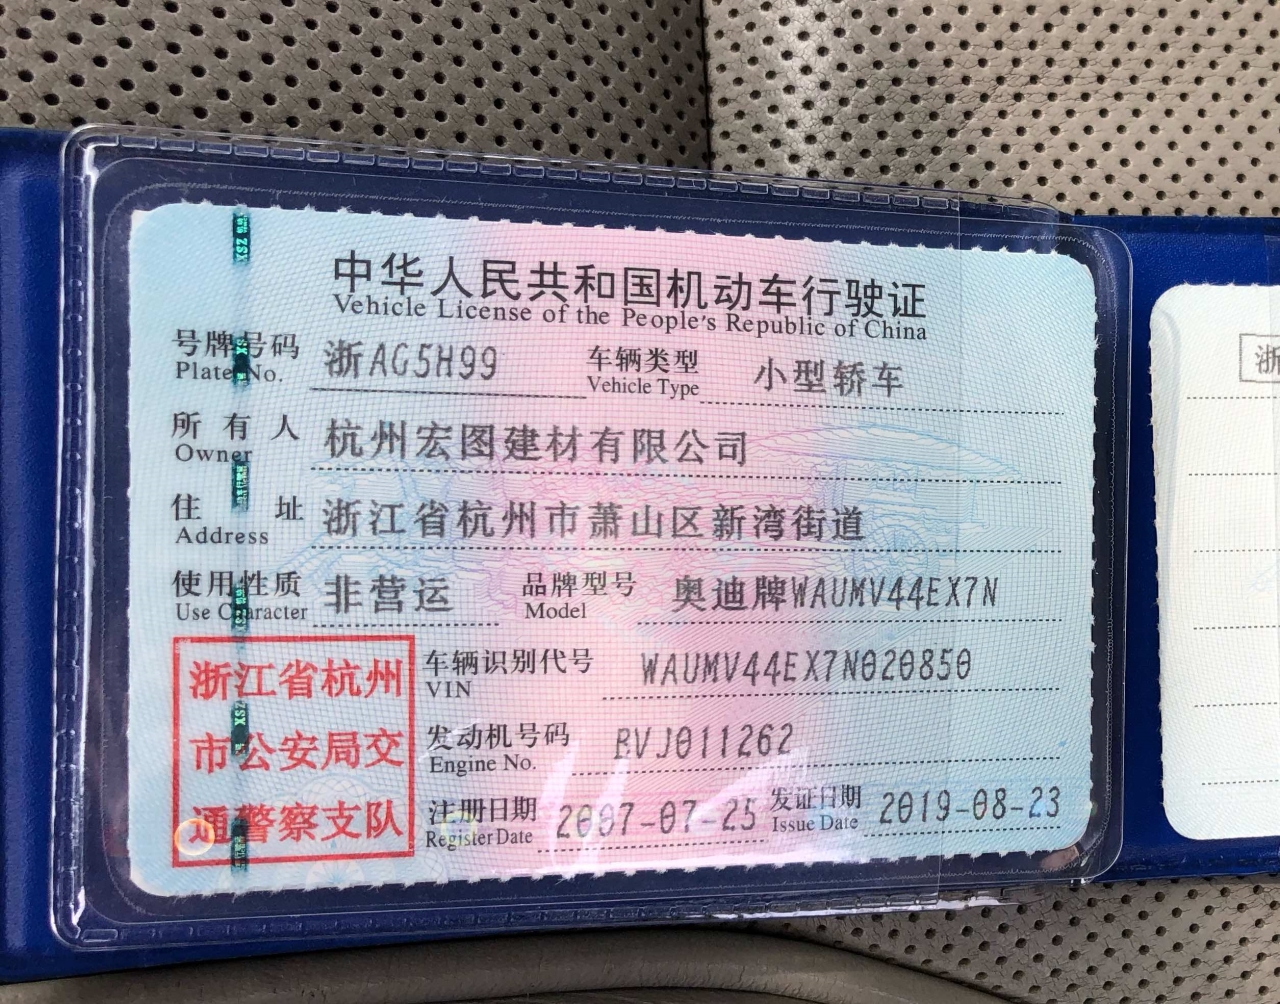 中华人民共和国机动车行驶证
Vehicle License of the People's Republic of China
号牌号码 浙AG5H99 车辆类型 小型轿车
Plate No. Vehicle Type
所有人 杭州宏图建材有限公司
Owner
住址 浙江省杭州市萧山区新湾街道
Address
使用性质 非营运 品牌型号 奥迪牌WAUMV44EX7N
Use Character Model
浙江省杭州
市公安局交
通警察支队
车辆识别代号 WAUMV44EX7N020850
VIN
发动机号码 BVJ011262
Engine No.
注册日期 2007-07-25 发证日期 2019-08-23
Register Date Issue Date
浙